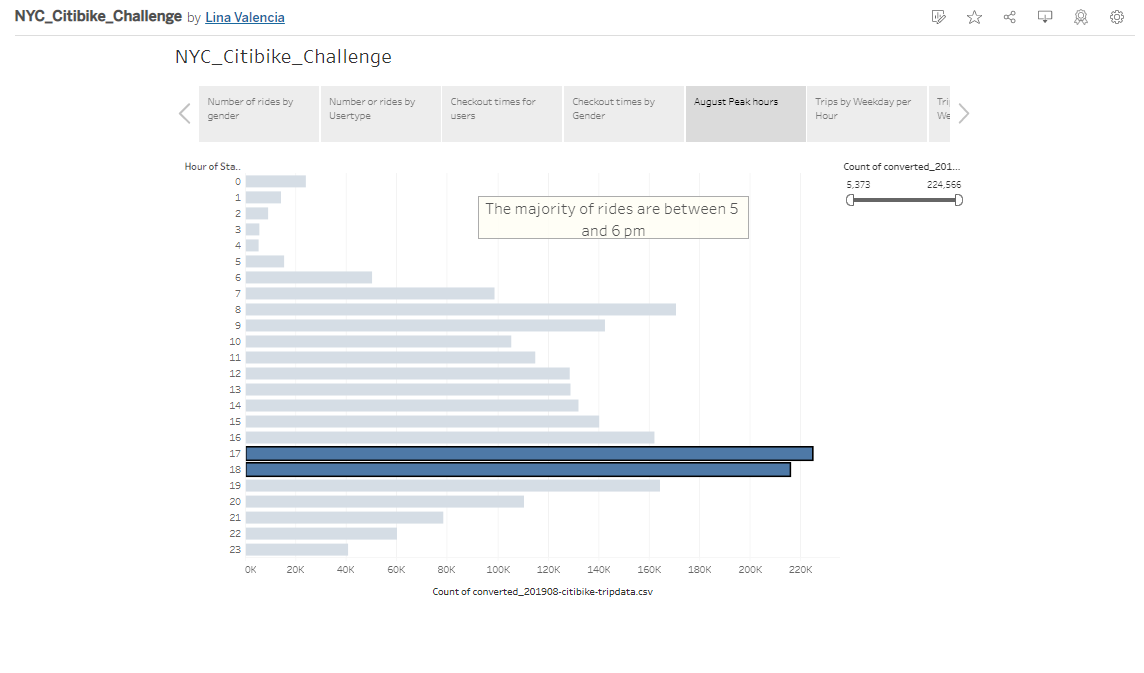 NYC_Citibike_Challenge by Lina Valencia
NYC_Citibike_Challenge
Number of rides by
gender
Number or rides by
Usertype
Checkout times for
users
Checkout times by
Gender
August Peak hours
Trips by Weekday per
Hour
Tri
We
Hour of Sta..
Count of converted_201...
5,373 224,566
The majority of rides are between 5
and 6 pm
0
1
2
3
4
5
6
7
8
9
10
11
12
13
14
15
16
17
18
19
20
21
22
23
0K 20K 40K 60K 80K 100K 120K 140K 160K 180K 200K 220K
Count of converted_201908-citibike-tripdata.csv